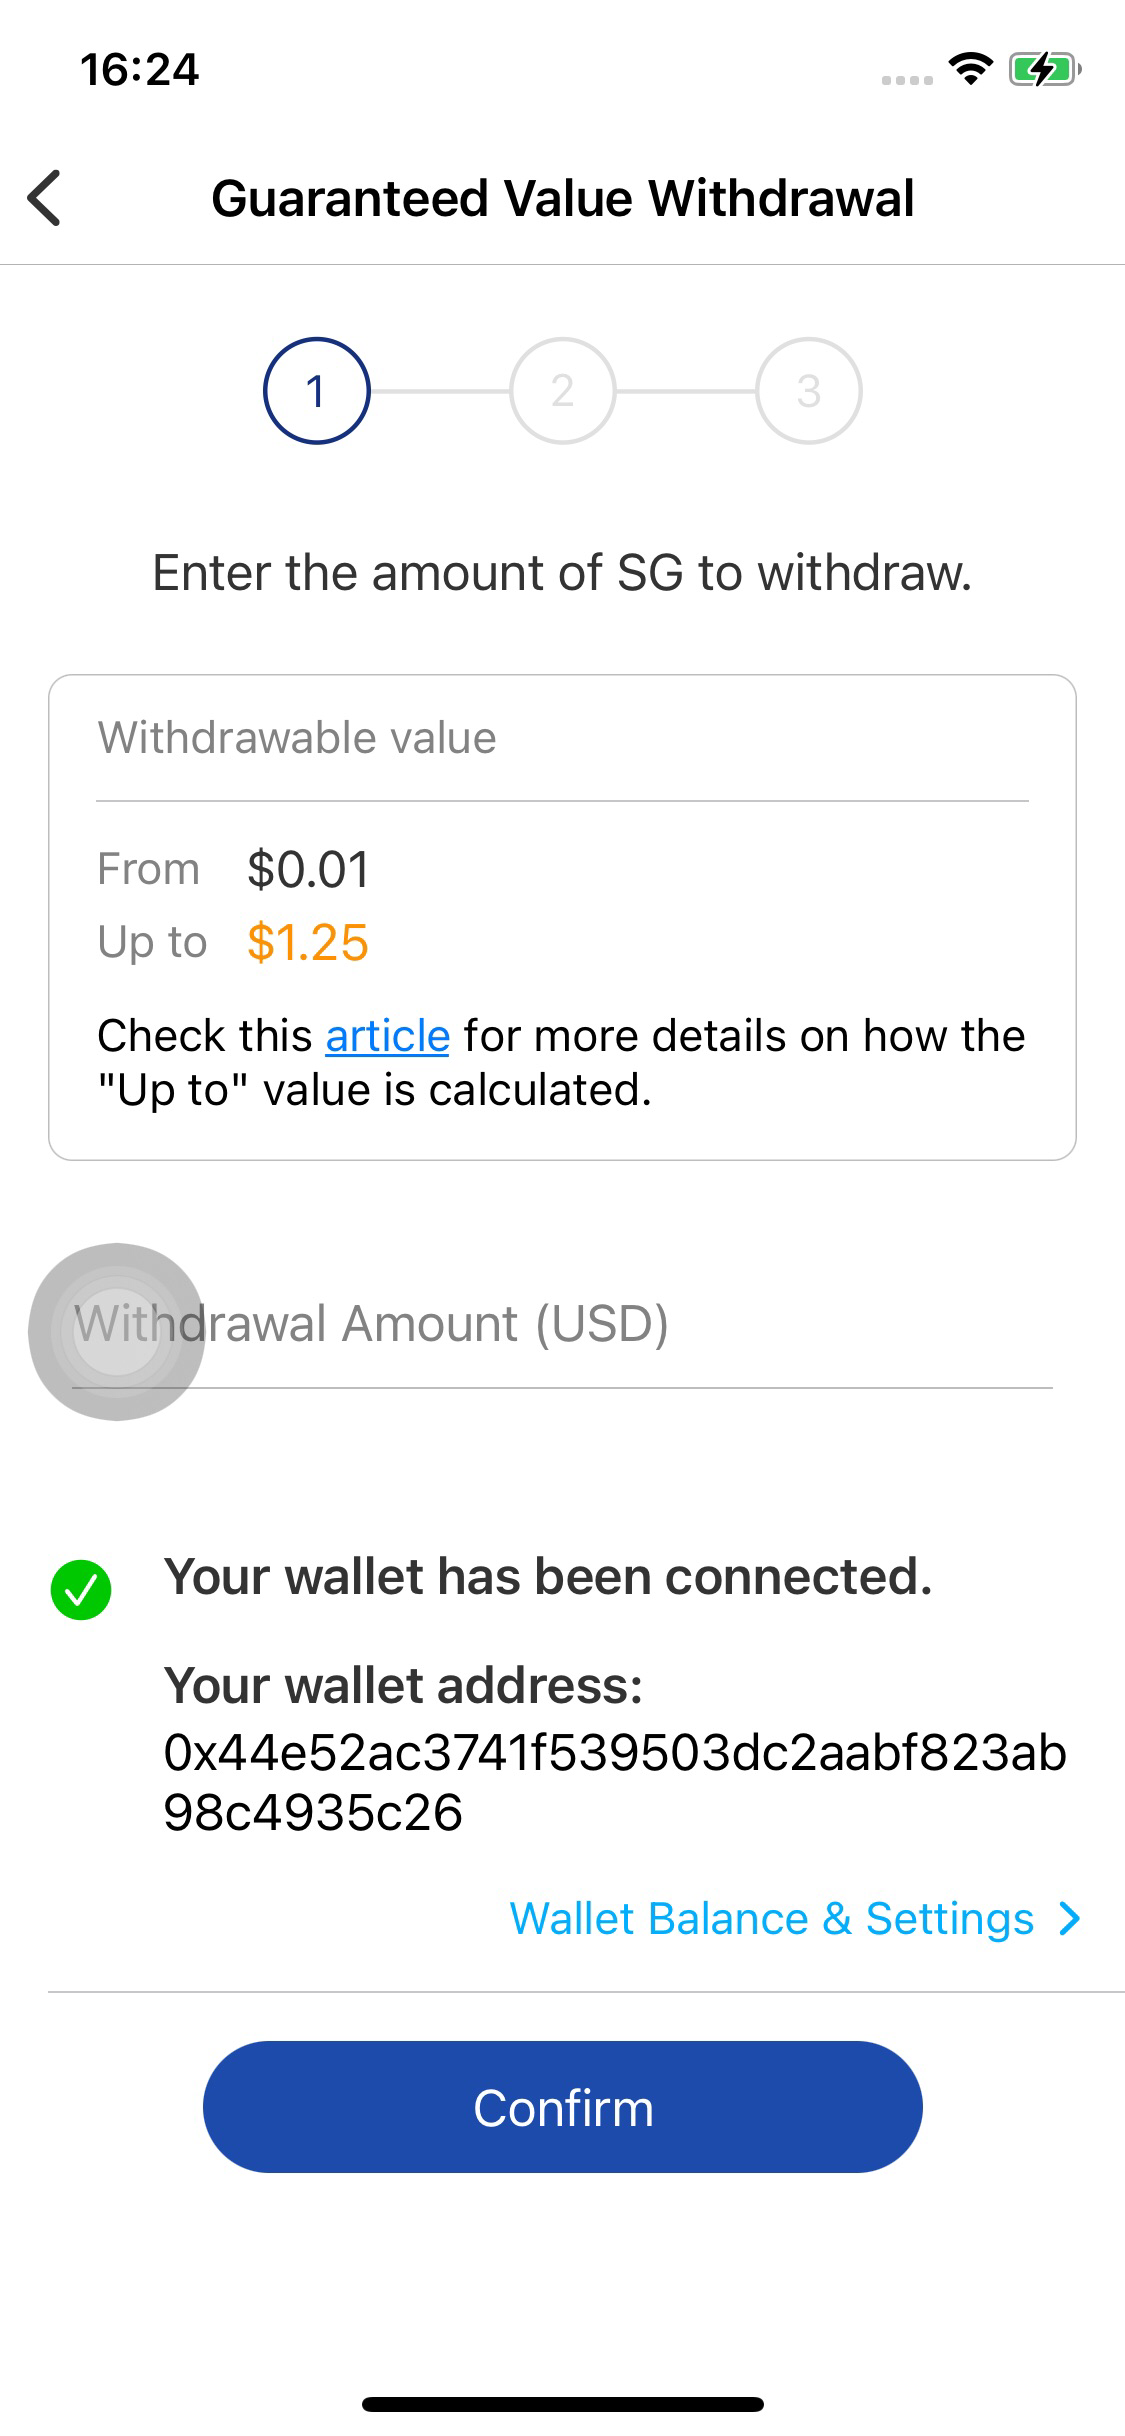 16:24
Guaranteed Value Withdrawal
1 2 3
Enter the amount of SG to withdraw.
Withdrawable value
From $0.01
Up to $1.25
Check this article for more details on how the
"Up to" value is calculated.
Withdrawal Amount (USD)
Your wallet has been connected.
Your wallet address:
0x44e52ac3741f539503dc2aabf823ab
98c4935c26
Wallet Balance & Settings
Confirm